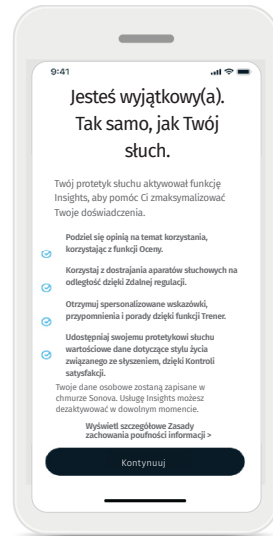 9:41
Jesteś wyjątkowy(a).
Tak samo, jak Twój
słuch.
Twój protetyk słuchu aktywował funkcję
Insights, aby pomóc Ci zmaksymalizować
Twoje doświadczenia.
Podziel się opinią na temat korzystania,
korzystając z funkcji Oceny.
Korzystaj z dostrajania aparatów słuchowych na
odległość dzięki Zdalnej regulacji.
Otrzymuj spersonalizowane wskazówki,
przypomnienia i porady dzięki funkcji Trener.
Udostępniaj swojemu protetykowi słuchu
wartościowe dane dotyczące stylu życia
związanego ze słyszeniem, dzięki Kontroli
satysfakcji.
Twoje dane osobowe zostaną zapisane w
chmurze Sonova. Usługę Insights możesz
dezaktywować w dowolnym momencie.
Wyświetl szczegółowe Zasady
zachowania poufności informacji >
Kontynuuj